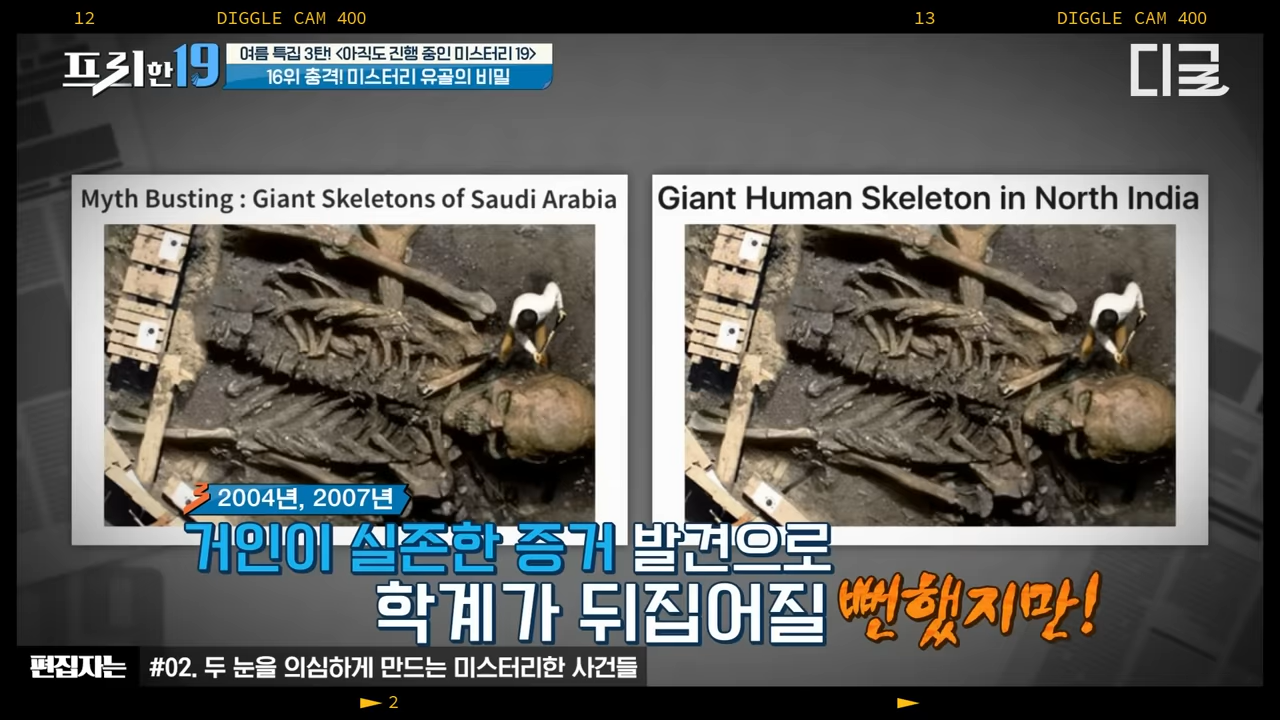 12 DIGGLE CAM 400 13 DIGGLE CAM 400
프리한19
여름 특집 3탄! <아직도 진행 중인 미스터리 19>
16위 충격! 미스터리 유골의 비밀
디글
Myth Busting : Giant Skeletons of Saudi Arabia
Giant Human Skeleton in North India
2004년, 2007년
거인이 실존한 증거 발견으로
학계가 뒤집어질 뻔했지만!
편집자는 #02. 두 눈을 의심하게 만드는 미스터리한 사건들
2